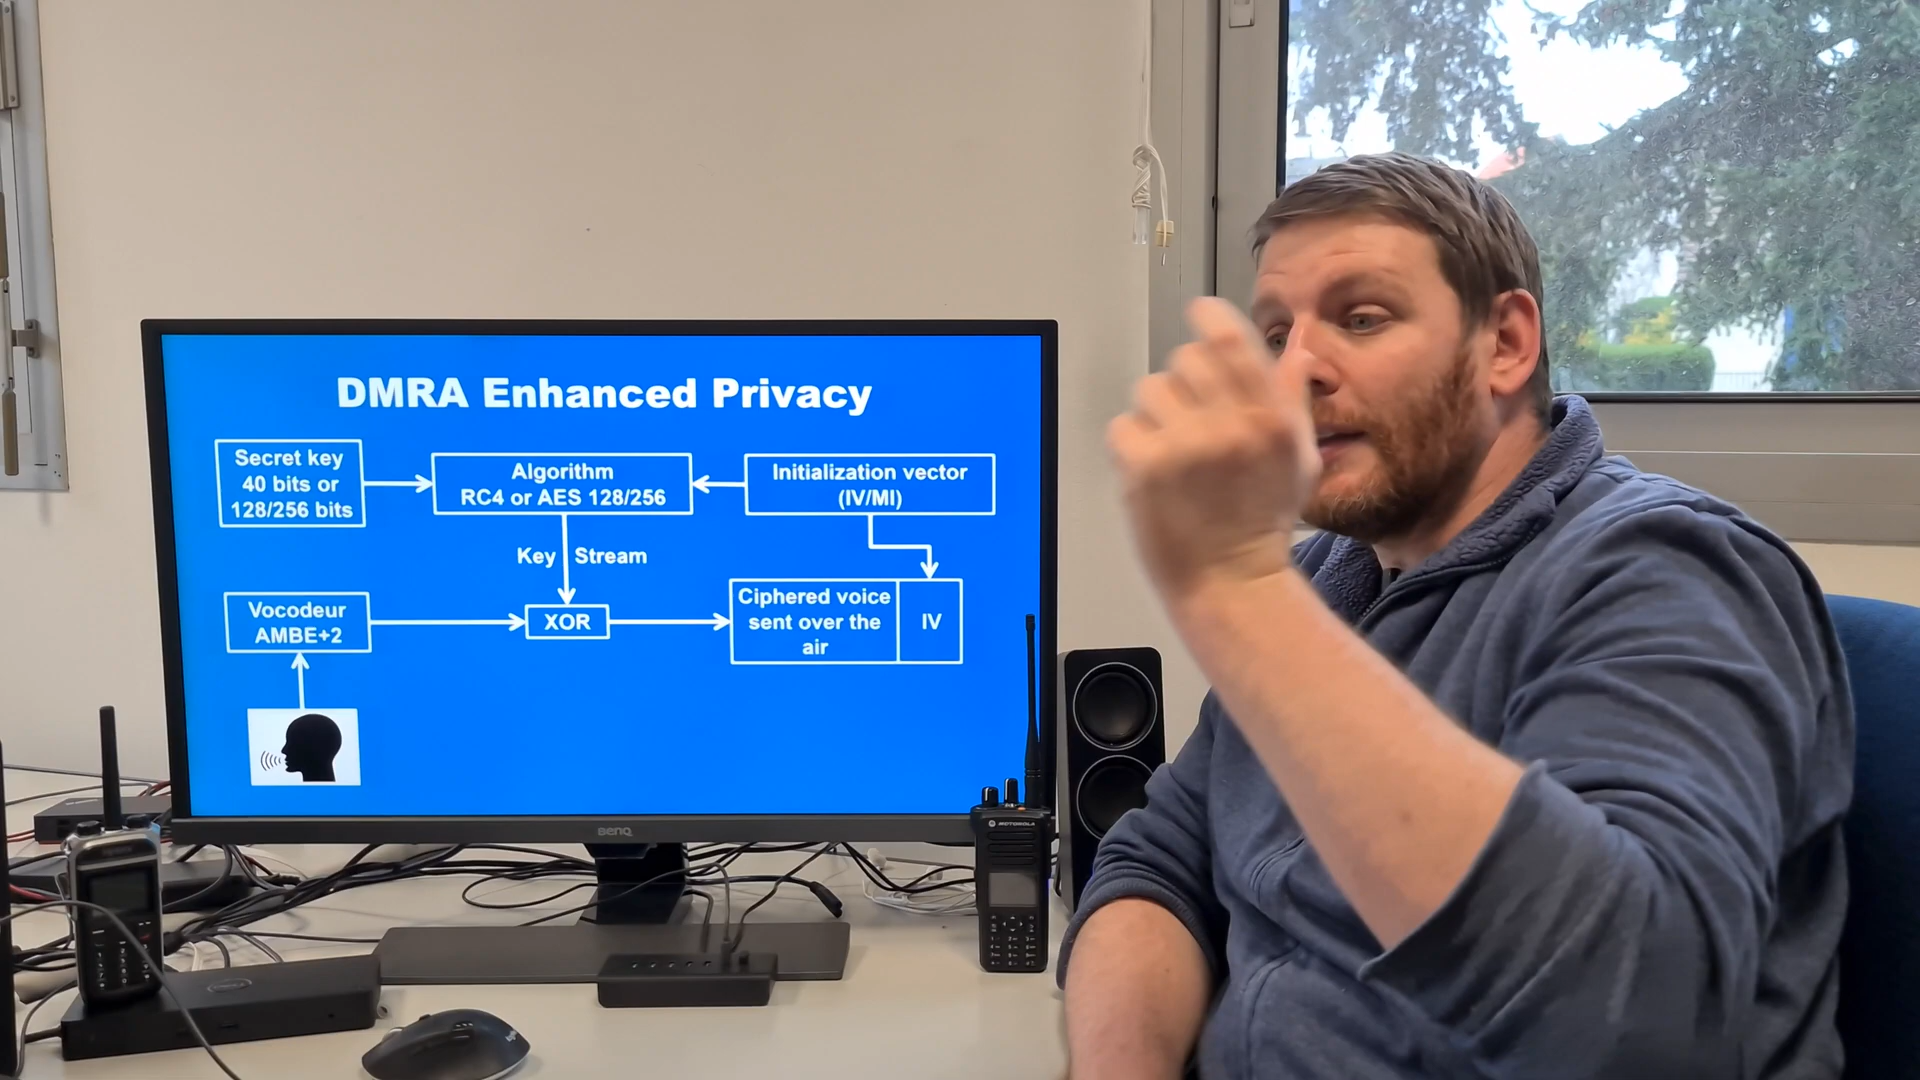 DMRA Enhanced Privacy
Secret key
40 bits or
128/256 bits
Algorithm
RC4 or AES 128/256
Initialization vector
(IV/MI)
Key Stream
Vocodeur
AMBE+2
XOR
Ciphered voice
sent over the
air
IV
BenQ
MOTOROLA